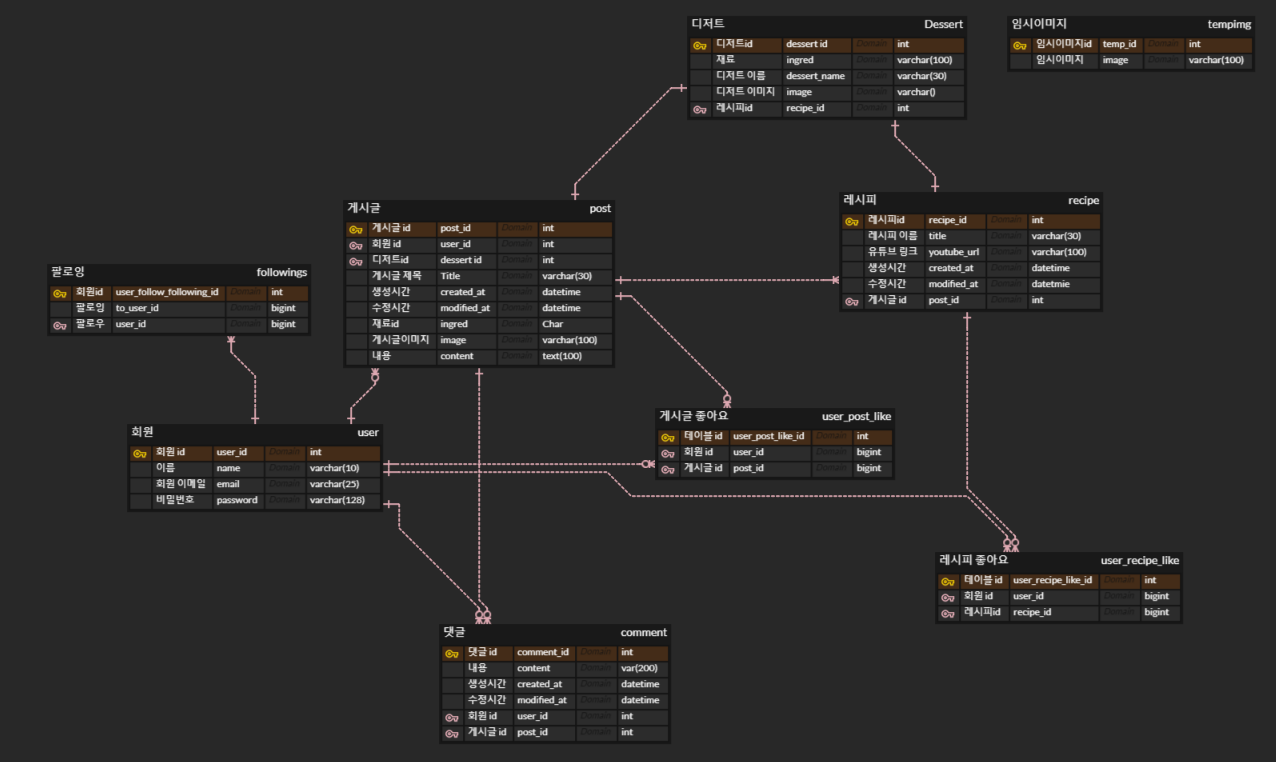 디저트 Dessert
디저트id dessert id Domain int
재료 ingred Domain varchar(100)
디저트 이름 dessert_name Domain varchar(30)
디저트 이미지 image Domain varchar()
레시피id recipe_id Domain int
임시이미지 tempimg
임시이미지id temp_id Domain int
임시이미지 image Domain varchar(100)
게시글 post
게시글 id post_id Domain int
회원 id user_id Domain int
디저트id dessert id Domain int
게시글 제목 Title Domain varchar(30)
생성시간 created_at Domain datetime
수정시간 modified_at Domain datetime
재료id ingred Domain Char
게시글이미지 image Domain varchar(100)
내용 content Domain text(100)
레시피 recipe
레시피id recipe_id Domain int
레시피 이름 title Domain varchar(30)
유튜브 링크 youtube_url Domain varchar(100)
생성시간 created_at Domain datetime
수정시간 modified_at Domain datetmie
게시글 id post_id Domain int
팔로잉 followings
회원id user_follow_following_id Domain int
팔로잉 to_user_id Domain bigint
팔로우 user_id Domain bigint
회원 user
회원 id user_id Domain int
이름 name Domain varchar(10)
회원 이메일 email Domain varchar(25)
비밀번호 password Domain varchar(128)
게시글 좋아요 user_post_like
테이블 id user_post_like_id Domain int
회원 id user_id Domain bigint
게시글 id post_id Domain bigint
레시피 좋아요 user_recipe_like
테이블 id user_recipe_like_id Domain int
회원 id user_id Domain bigint
레시피id recipe_id Domain bigint
댓글 comment
댓글 id comment_id Domain int
내용 content Domain var(200)
생성시간 created_at Domain datetime
수정시간 modified_at Domain datetime
회원 id user_id Domain int
게시글 id post_id Domain int